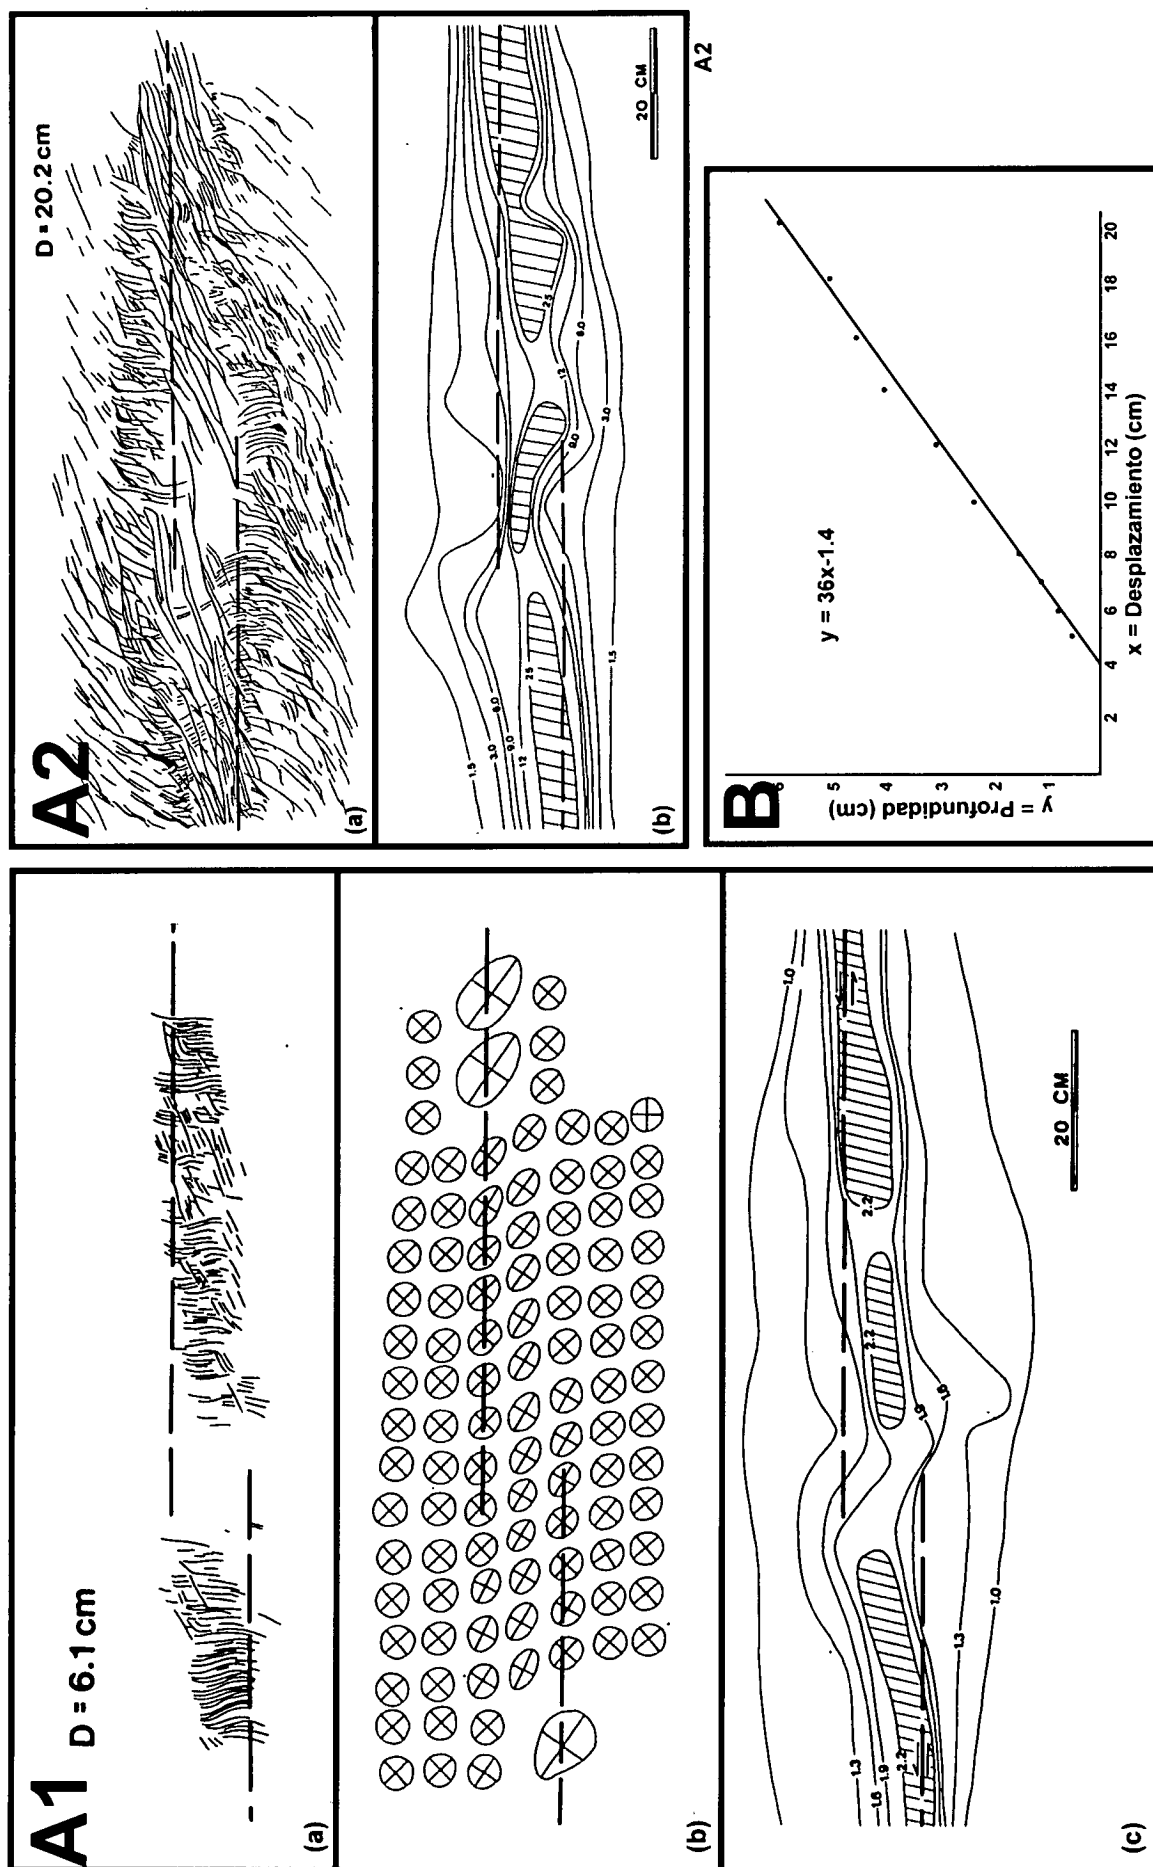 A1
D = 6.1 cm
(a)
(b)
1.3
1.6
1.9
2.2
2.2
2.2
1.9
1.6
1.3
1.0
1.0
20 CM
(c)
A2
D = 20.2 cm
(a)
1.5
3.0
9.0
6.0
12
25
25
12
9.0
6.0
3.0
1.5
20 CM
(b)
A2
B
y = 36x-1.4
y = Profundidad (cm)
6
5
4
3
2
1
2
4
6
8
10
12
14
16
18
20
x = Desplazamiento (cm)